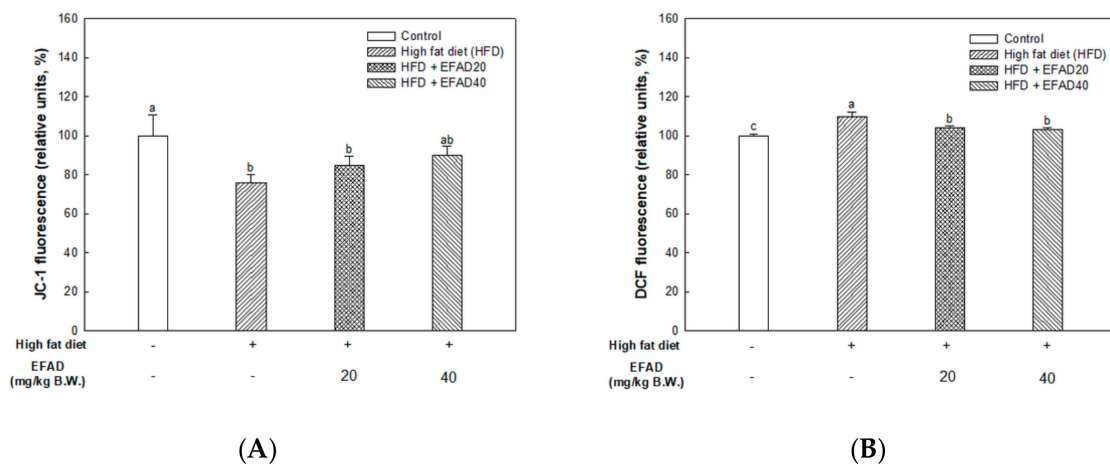 160
140
120
100
80
60
40
20
0
JC-1 fluorescence (relative units, %)
Control
High fat diet (HFD)
HFD + EFAD20
HFD + EFAD40
a
b
b
ab
High fat diet - + + +
EFAD
(mg/kg B.W.) - - 20 40
(A)
160
140
120
100
80
60
40
20
0
DCF fluorescence (relative units, %)
Control
High fat diet (HFD)
HFD + EFAD20
HFD + EFAD40
c
a
b
b
High fat diet - + + +
EFAD
(mg/kg B.W.) - - 20 40
(B)